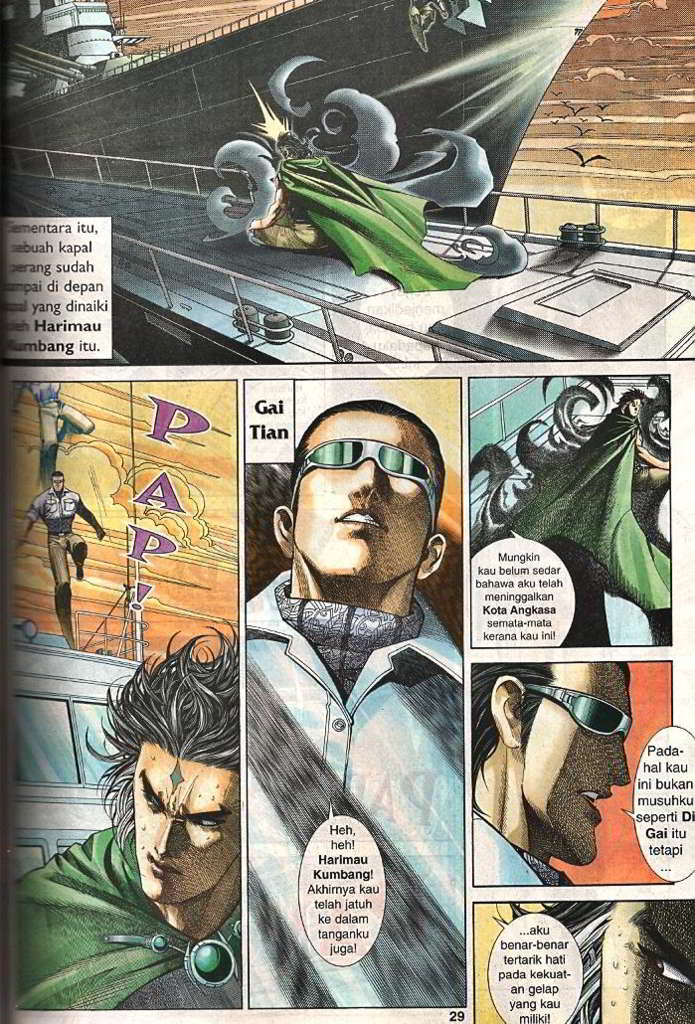 Sementara itu,
sebuah kapal
perang sudah
sampai di depan
kapal yang dinaiki
oleh Harimau
Kumbang itu.
PAP!
Gai
Tian
Heh,
heh!
Harimau
Kumbang!
Akhirnya kau
telah jatuh
ke dalam
tanganku
juga!
Mungkin
kau belum sedar
bahawa aku telah
meninggalkan
Kota Angkasa
semata-mata
kerana kau ini!
Pada-
hal kau
ini bukan
musuhku
seperti Di
Gai itu
tetapi
...
...aku
benar-benar
tertarik hati
pada kekuat-
an gelap
yang kau
miliki!
29